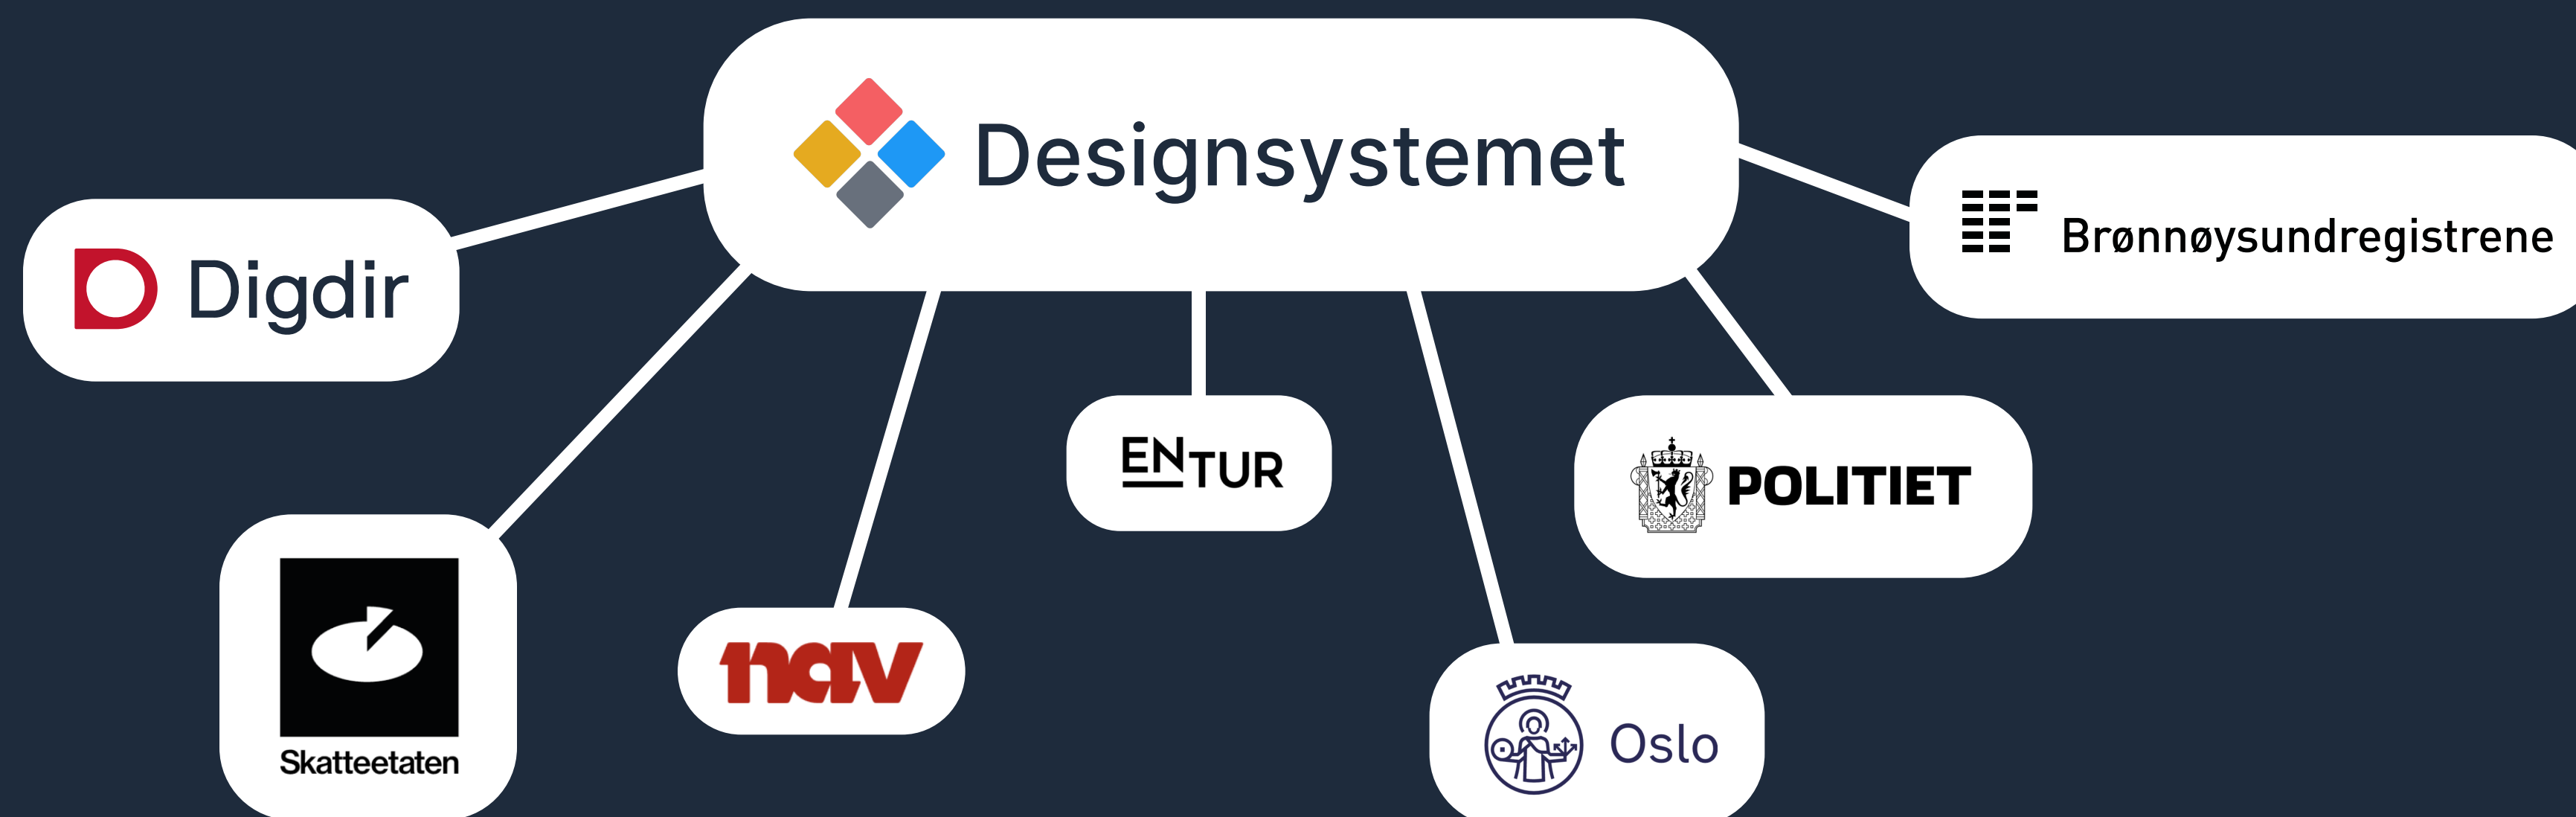 Designsystemet
Brønnøysundregistrene
Digdir
ENTUR
POLITIET
nav
Oslo
Skatteetaten